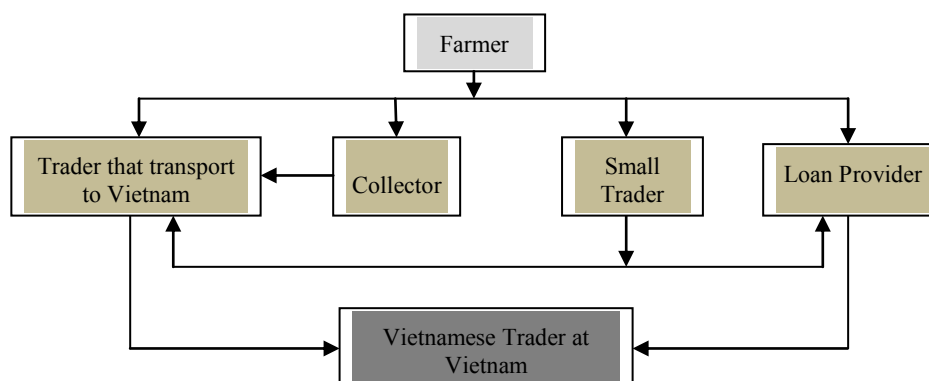 Farmer
Trader that transport
to Vietnam
Collector
Small
Trader
Loan Provider
Vietnamese Trader at
Vietnam